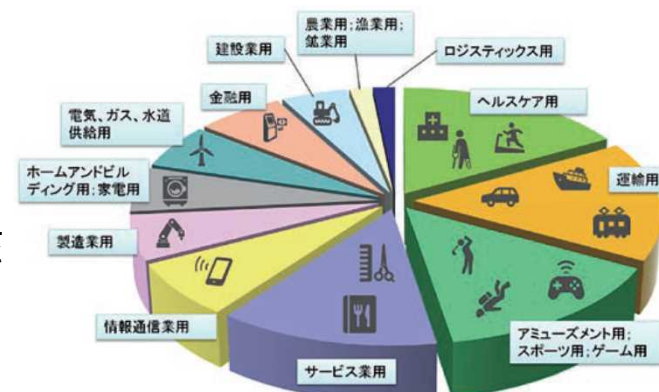 農業用;漁業用;
鉱業用
建設業用
ロジスティックス用
金融用
ヘルスケア用
電気、ガス、水道
供給用
ホームアンドビル
ディング用;家電用
運輸用
製造業用
情報通信業用
サービス業用
アミューズメント用;
スポーツ用;ゲーム用